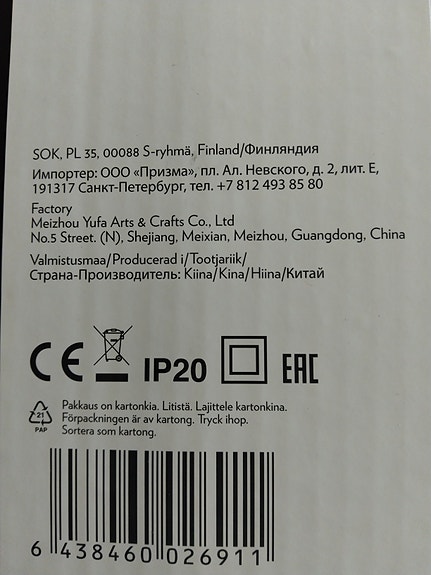 SOK, PL 35, 00088 S-ryhmä, Finland/Финляндия
Импортер: ООО «Призма», пл. Ал. Невского, д. 2, лит. Е,
191317 Санкт-Петербург, тел. +7 812 493 85 80
Factory
Meizhou Yufa Arts & Crafts Co., Ltd
No.5 Street. (N), Shejiang, Meixian, Meizhou, Guangdong, China
Valmistusmaa/Producerad i/Tootjariik/
Страна-Производитель: Kiina/Kina/Hiina/Китай
CE IP20 EAC
21
PAP
Pakkaus on kartonkia. Litistä. Lajittele kartonkina.
Förpackningen är av kartong. Tryck ihop.
Sortera som kartong.
6 438460 026911